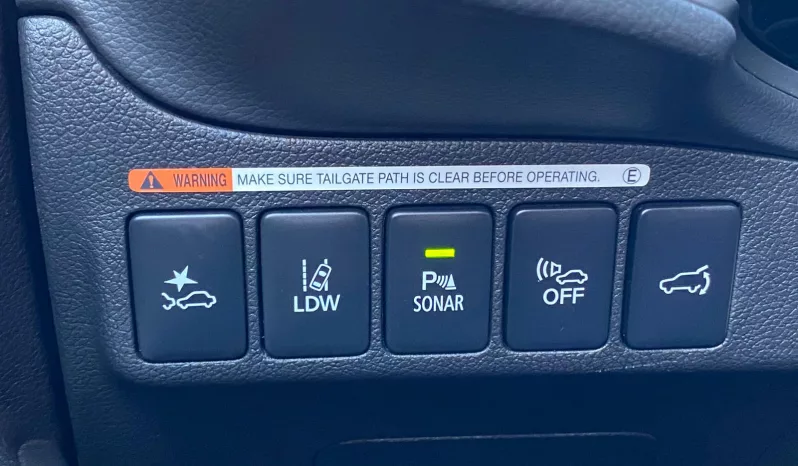 WARNING MAKE SURE TAILGATE PATH IS CLEAR BEFORE OPERATING. E
LDW
P
SONAR
OFF